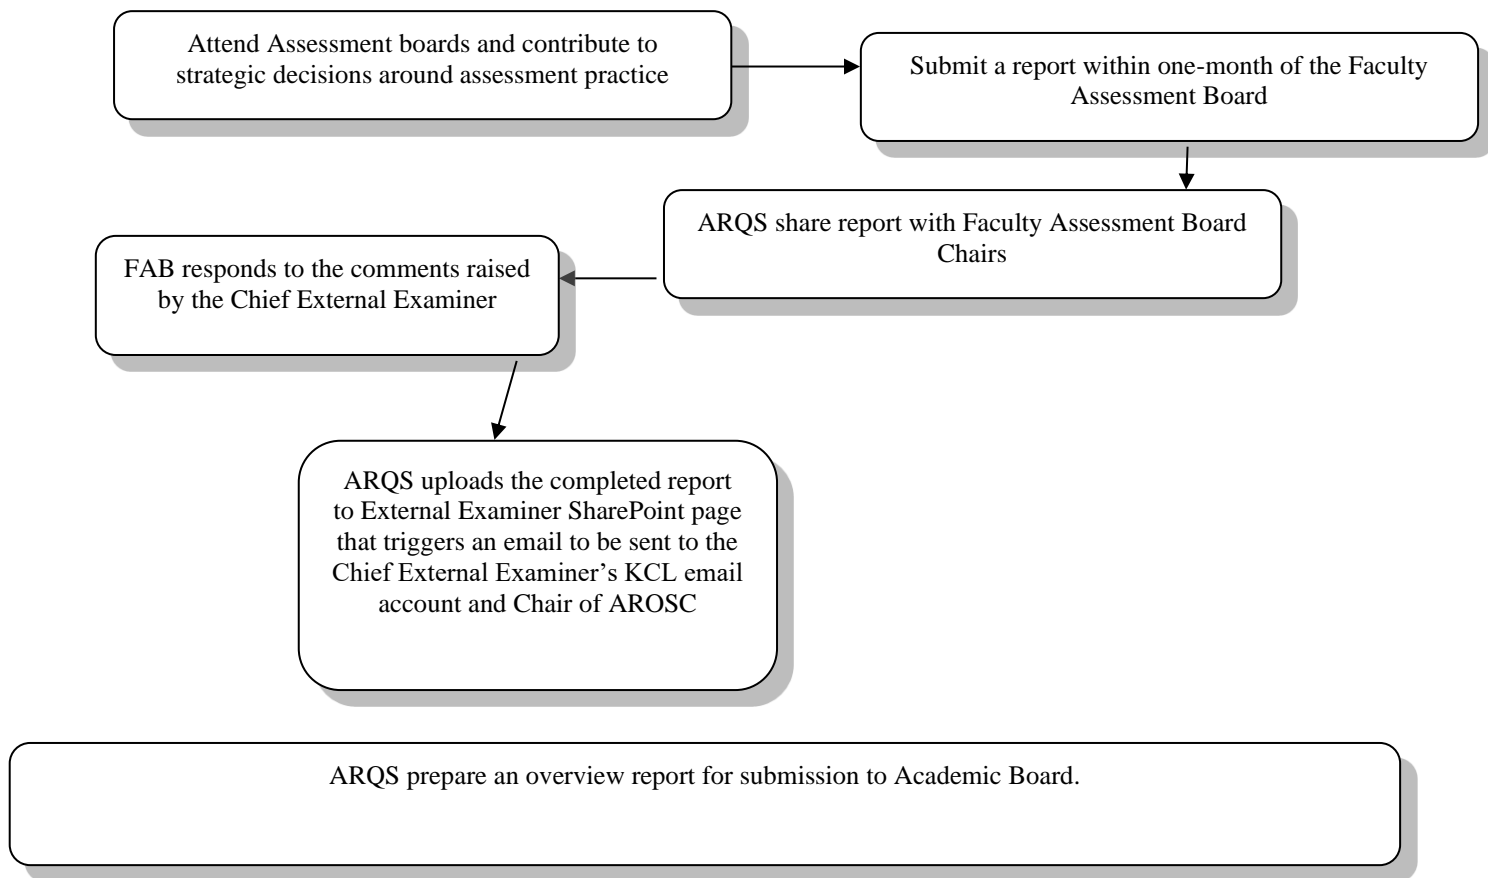 Attend Assessment boards and contribute to
strategic decisions around assessment practice
Submit a report within one-month of the Faculty
Assessment Board
ARQS share report with Faculty Assessment Board
Chairs
FAB responds to the comments raised
by the Chief External Examiner
ARQS uploads the completed report
to External Examiner SharePoint page
that triggers an email to be sent to the
Chief External Examiner’s KCL email
account and Chair of AROSC
ARQS prepare an overview report for submission to Academic Board.